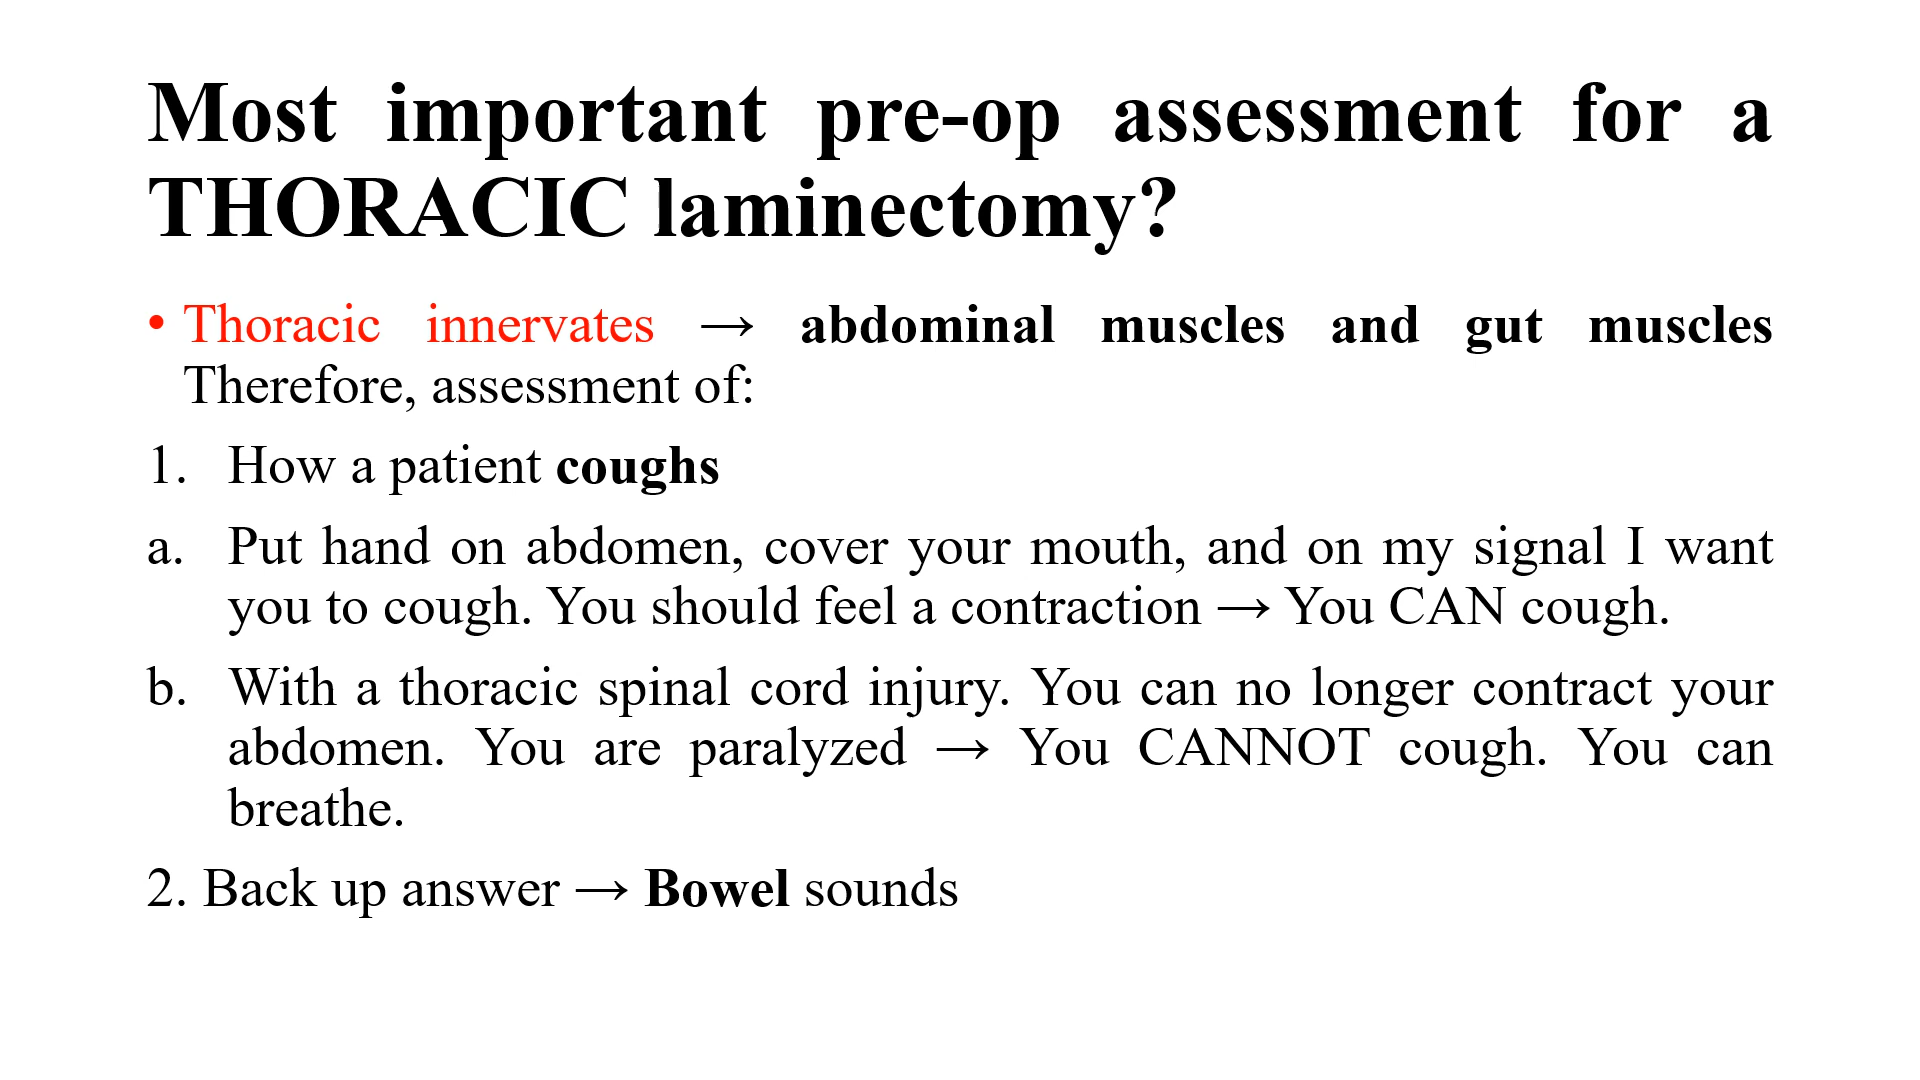 Most important pre-op assessment for a
THORACIC laminectomy?
• Thoracic innervates → abdominal muscles and gut muscles
Therefore, assessment of:
1. How a patient coughs
a. Put hand on abdomen, cover your mouth, and on my signal I want
you to cough. You should feel a contraction → You CAN cough.
b. With a thoracic spinal cord injury. You can no longer contract your
abdomen. You are paralyzed → You CANNOT cough. You can
breathe.
2. Back up answer → Bowel sounds